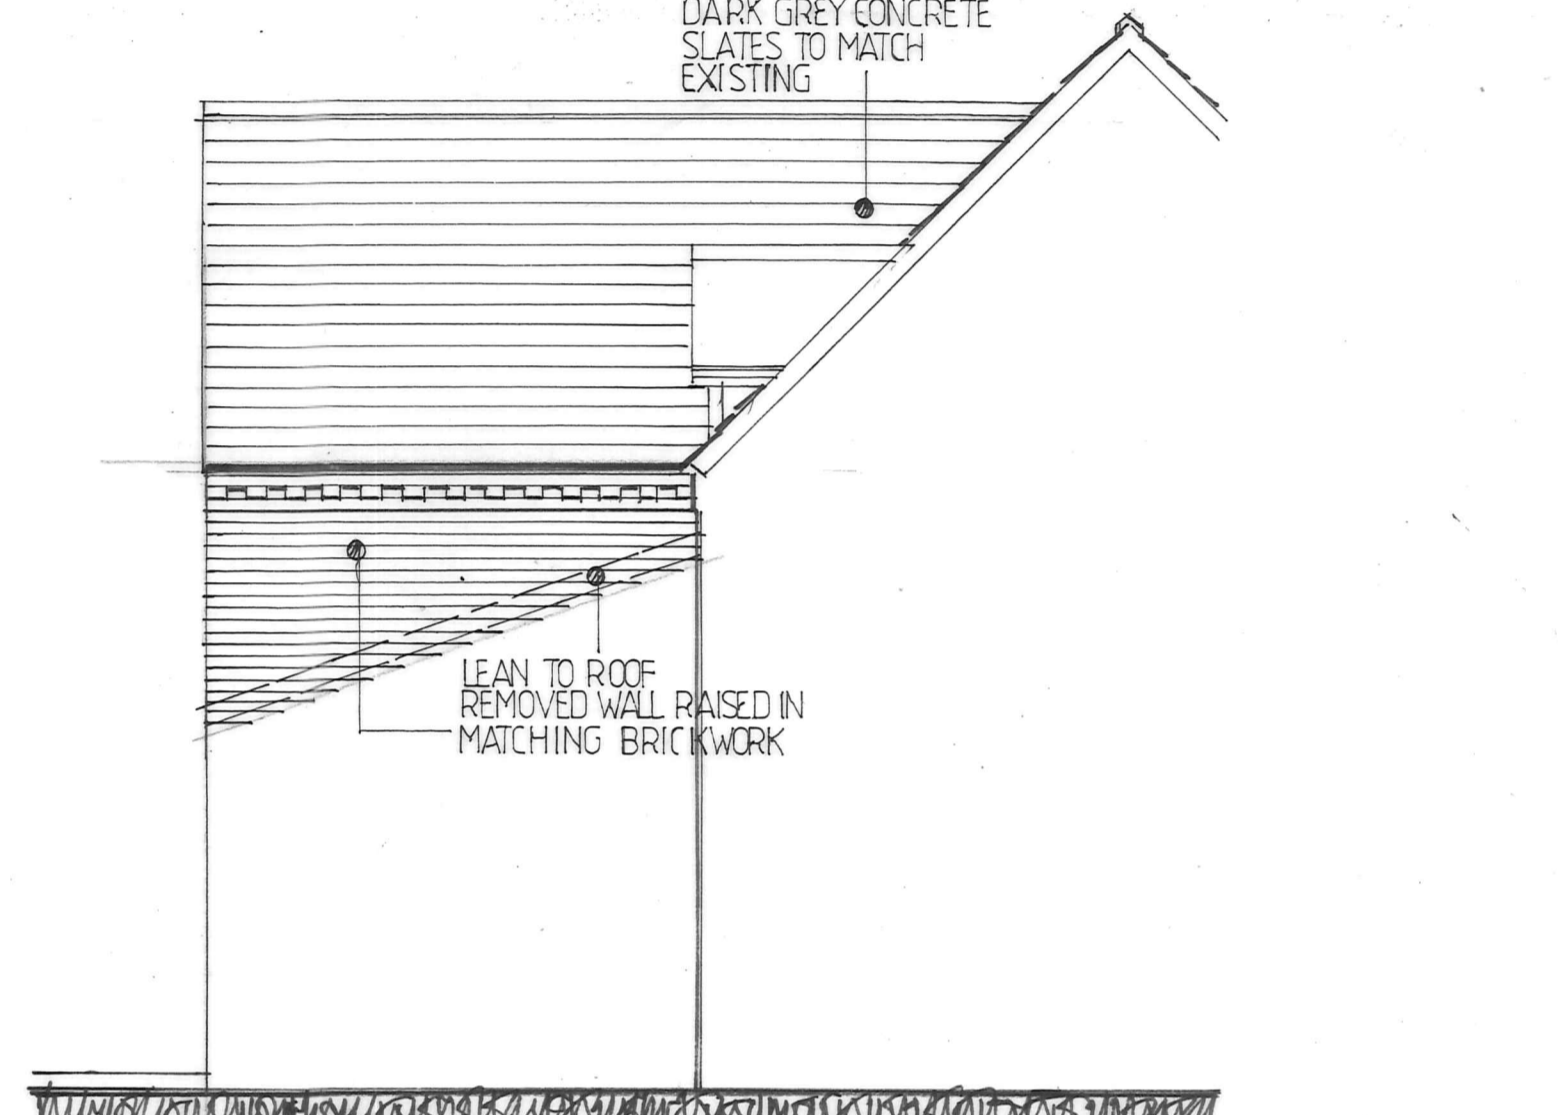 DARK GREY CONCRETE
SLATES TO MATCH
EXISTING
LEAN TO ROOF
REMOVED WALL RAISED IN
MATCHING BRICKWORK